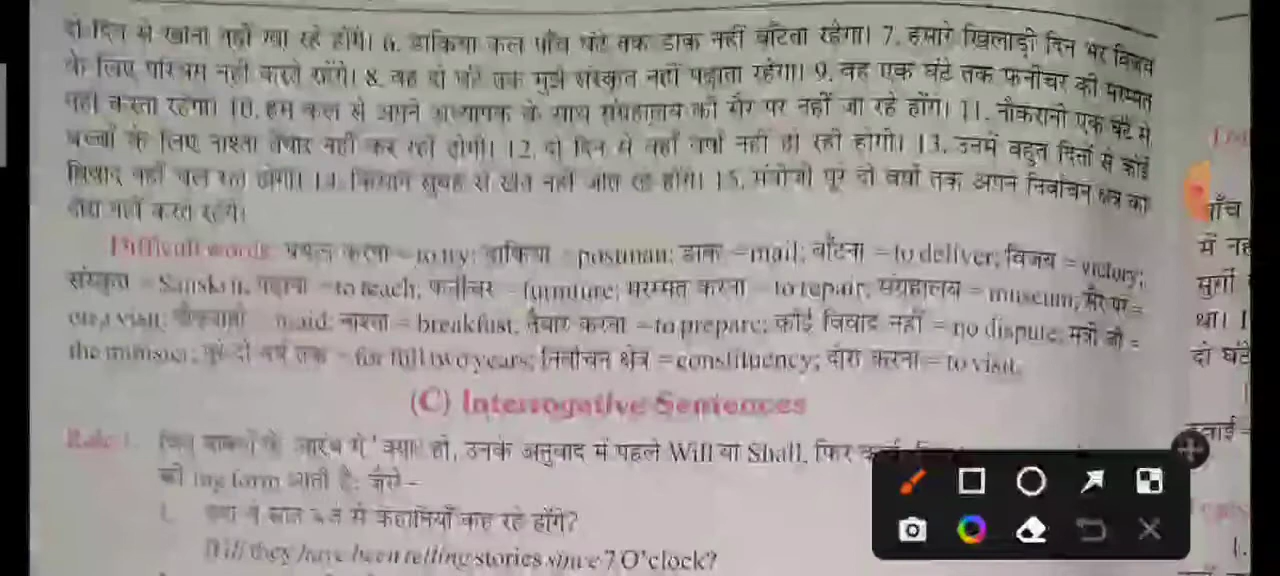 दो दिन से खाना नहीं खा रहे होंगे। 6. डाकिया कल पाँच घंटे तक डाक नहीं बाँटता रहेगा। 7. हमारे खिलाड़ी दिन भर विजय
के लिए परिश्रम नहीं करते रहेंगे। 8. वह दो घंटे तक मुझे संस्कृत नहीं पढ़ाता रहेगा। 9. वह एक घंटे तक फर्नीचर की मरम्मत
नहीं करता रहेगा। 10. हम कल से अपने अध्यापक के साथ संग्रहालय की सैर पर नहीं जा रहे होंगे। 11. नौकरानी एक घंटे से
बच्चों के लिए नाश्ता तैयार नहीं कर रही होगी। 12. दो दिन से वहाँ वर्षा नहीं हो रही होगी। 13. उनमें बहुत दिनों से कोई
विवाद नहीं चल रहा होगा। 14. किसान सुबह से खेत नहीं जोत रहे होंगे। 15. मंत्रीजी पूरे दो वर्षों तक अपने निर्वाचन क्षेत्र का
दौरा नहीं करते रहेंगे।
Difficult words: प्रयत्न करना = to try; डाकिया = postman; डाक = mail; बाँटना = to deliver; विजय = victory;
संस्कृत = Sanskrit; पढ़ाना = to teach; फर्नीचर = furniture; मरम्मत करना = to repair; संग्रहालय = museum; सैर पर =
on a visit; नौकरानी = maid; नाश्ता = breakfast; तैयार करना = to prepare; कोई विवाद नहीं = no dispute; मंत्री जी =
the minister; पूरे दो वर्ष तक = for full two years; निर्वाचन क्षेत्र = constituency; दौरा करना = to visit.
(C) Interrogative Sentences
Rule 1. जिन वाक्यों के आरंभ में 'क्या' हो, उनके अनुवाद में पहले Will या Shall, फिर
की ing form आती है; जैसे–
1. क्या वे सात बजे से कहानियाँ कह रहे होंगे?
Will they have been telling stories since 7 O'clock?
पाँच
में नह
था। 1
दो घंटे